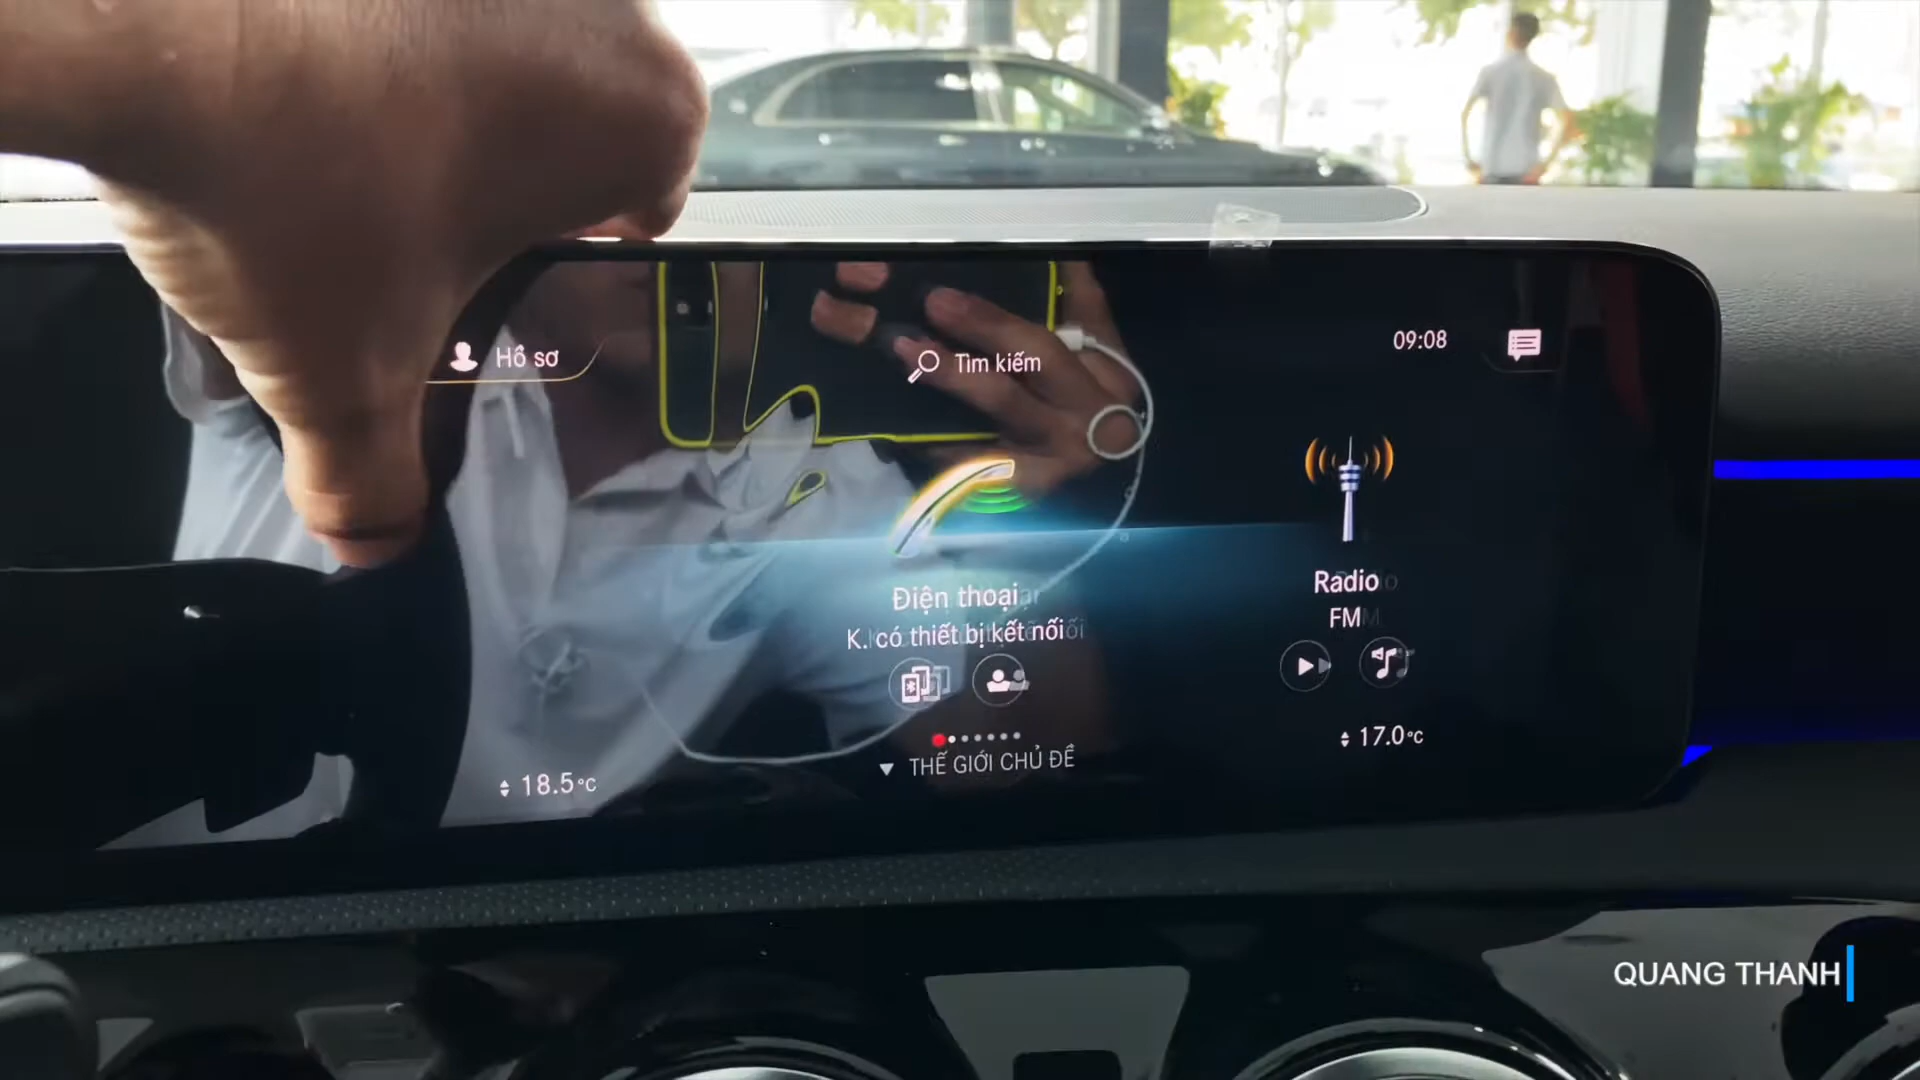 Hồ sơ
Tìm kiếm
09:08
Điện thoại
K. có thiết bị kết nối
Radio
FM
18.5°C
THẾ GIỚI CHỦ ĐỀ
17.0°C
QUANG THANH